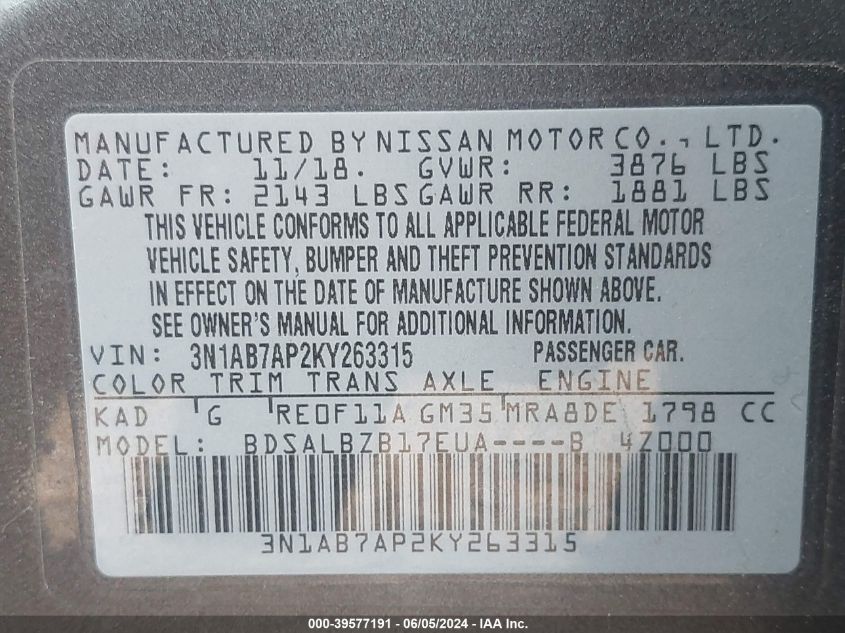 MANUFACTURED BY NISSAN MOTOR CO., LTD.
DATE: 11/18. GVWR: 3876 LBS
GAWR FR: 2143 LBS GAWR RR: 1881 LBS
THIS VEHICLE CONFORMS TO ALL APPLICABLE FEDERAL MOTOR
VEHICLE SAFETY, BUMPER AND THEFT PREVENTION STANDARDS
IN EFFECT ON THE DATE OF MANUFACTURE SHOWN ABOVE.
SEE OWNER'S MANUAL FOR ADDITIONAL INFORMATION.
VIN: 3N1AB7AP2KY263315 PASSENGER CAR.
COLOR TRIM TRANS AXLE ENGINE
KAD G RE0F11A GM35 MRA8DE 1798 CC
MODEL: BDSALBZB17EUA----B 4Z000
3N1AB7AP2KY263315
000-39577191 - 06/05/2024 - IAA Inc.